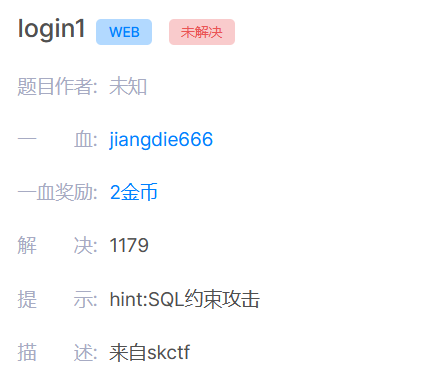 login1 WEB 未解决
题目作者: 未知
一 血: jiangdie666
一血奖励: 2金币
解 决: 1179
提 示: hint:SQL约束攻击
描 述: 来自skctf